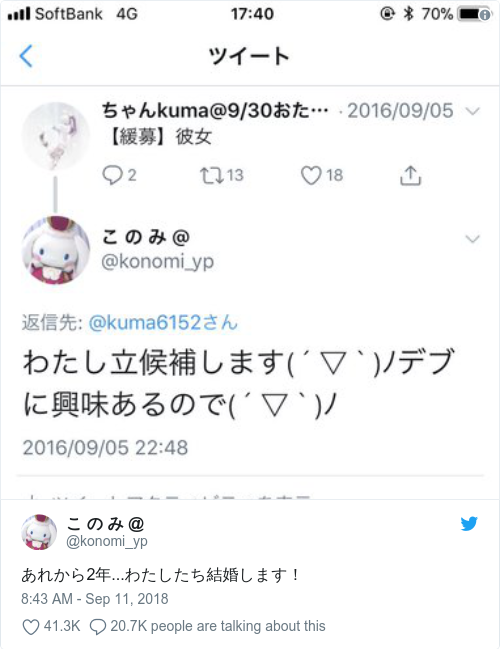 SoftBank 4G 17:40 70%
ツイート
ちゃんkuma@9/30おた… · 2016/09/05
【緩募】彼女
2 13 18
こ の み @
@konomi_yp
返信先: @kuma6152さん
わたし立候補します(´▽｀)ﾉデブ
に興味あるので(´▽｀)ﾉ
2016/09/05 22:48
こ の み @
@konomi_yp
あれから2年...わたしたち結婚します！
8:43 AM - Sep 11, 2018
41.3K 20.7K people are talking about this